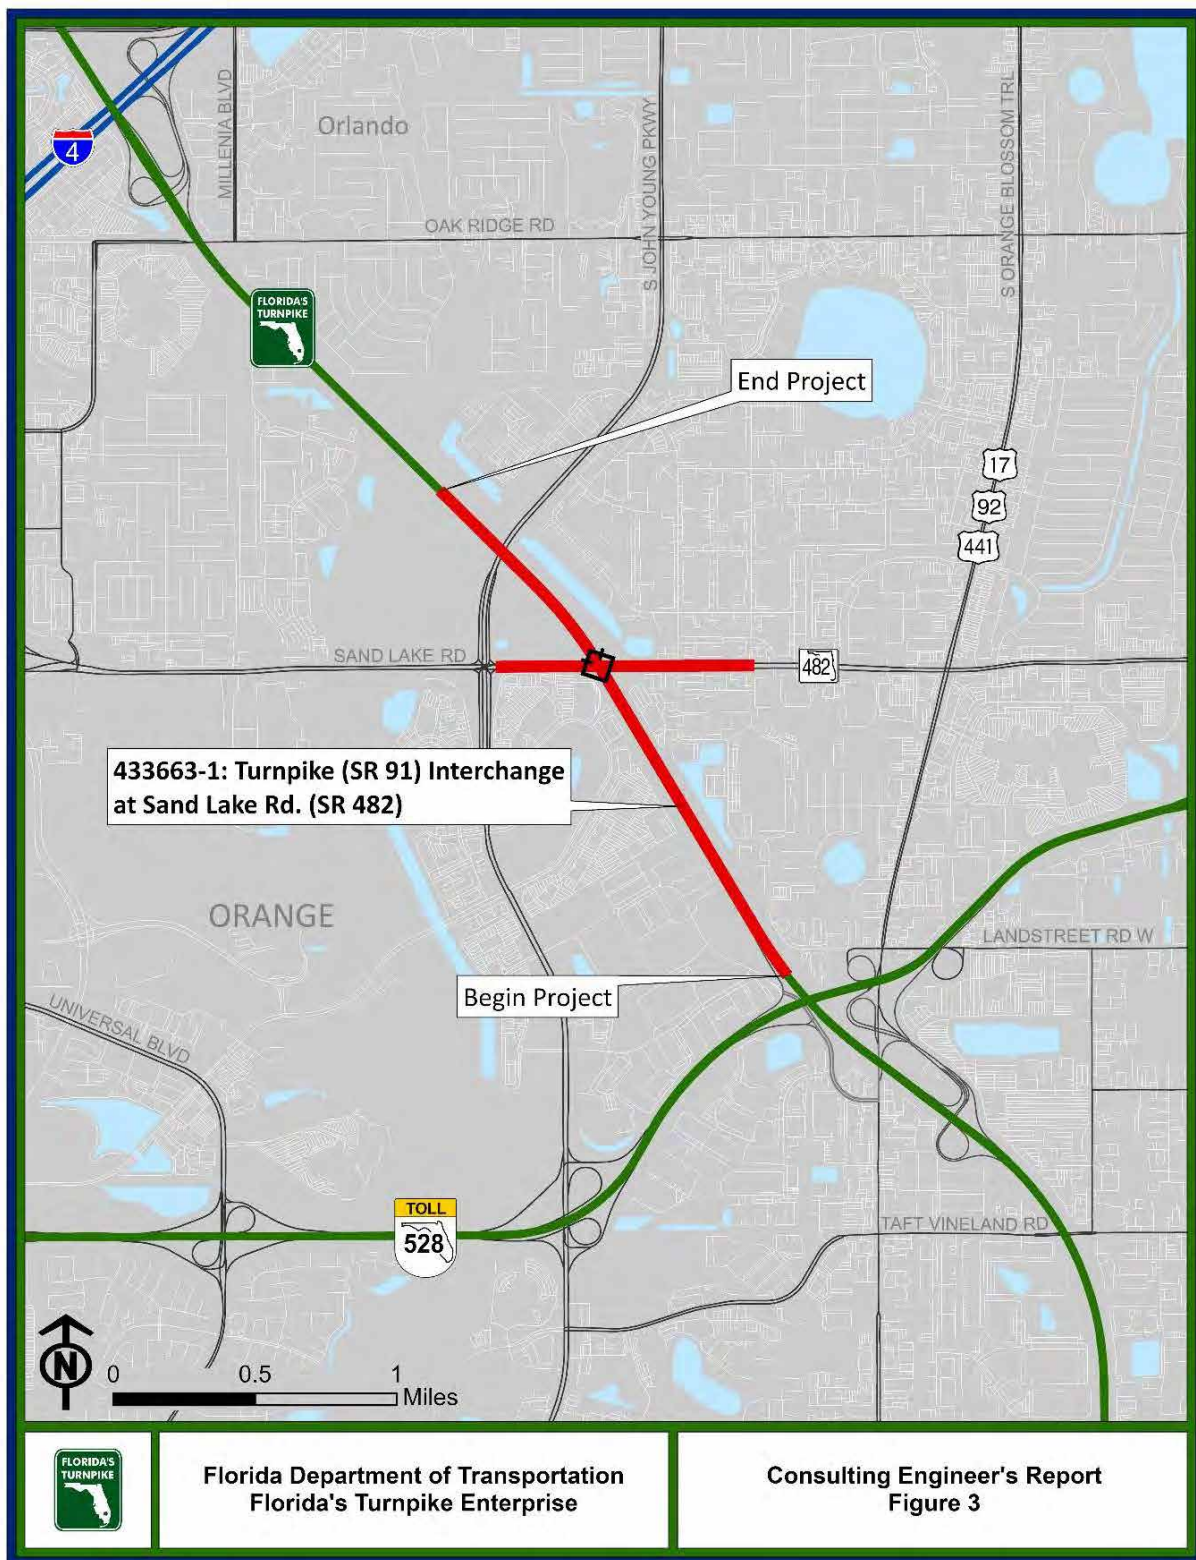 4
MILLENIA BLVD
Orlando
S JOHN YOUNG PKWY
S ORANGE BLOSSOM TRL
OAK RIDGE RD
FLORIDA'S
TURNPIKE
End Project
17
92
441
SAND LAKE RD
482
433663-1: Turnpike (SR 91) Interchange
at Sand Lake Rd. (SR 482)
ORANGE
LANDSTREET RD W
Begin Project
UNIVERSAL BLVD
TOLL
528
TAFT VINELAND RD
N
0 0.5 1
Miles
FLORIDA'S
TURNPIKE
Florida Department of Transportation
Florida's Turnpike Enterprise
Consulting Engineer's Report
Figure 3